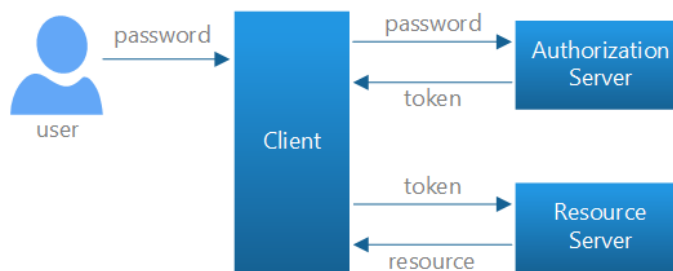 password
user
Client
password
token
Authorization
Server
token
resource
Resource
Server